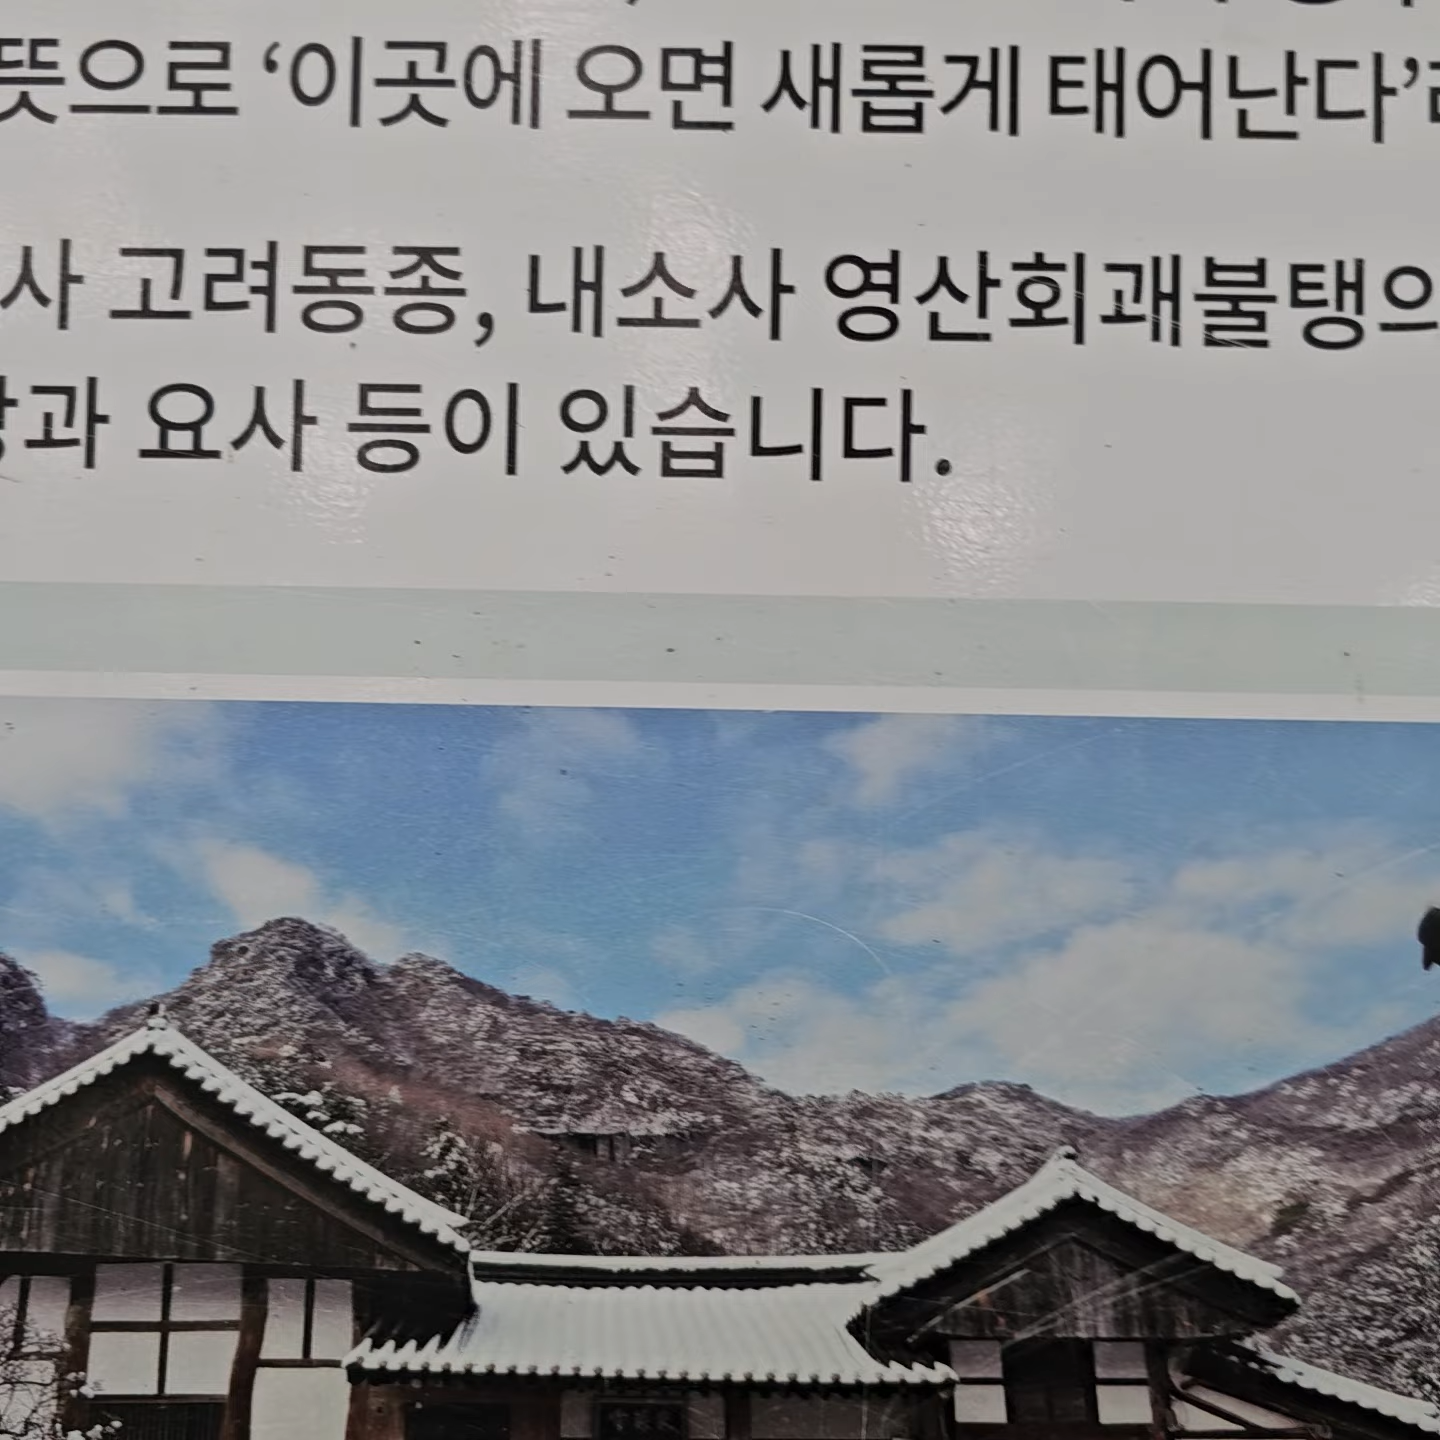 뜻으로 ‘이곳에 오면 새롭게 태어난다’
사 고려동종, 내소사 영산회괘불탱의
과 요사 등이 있습니다.